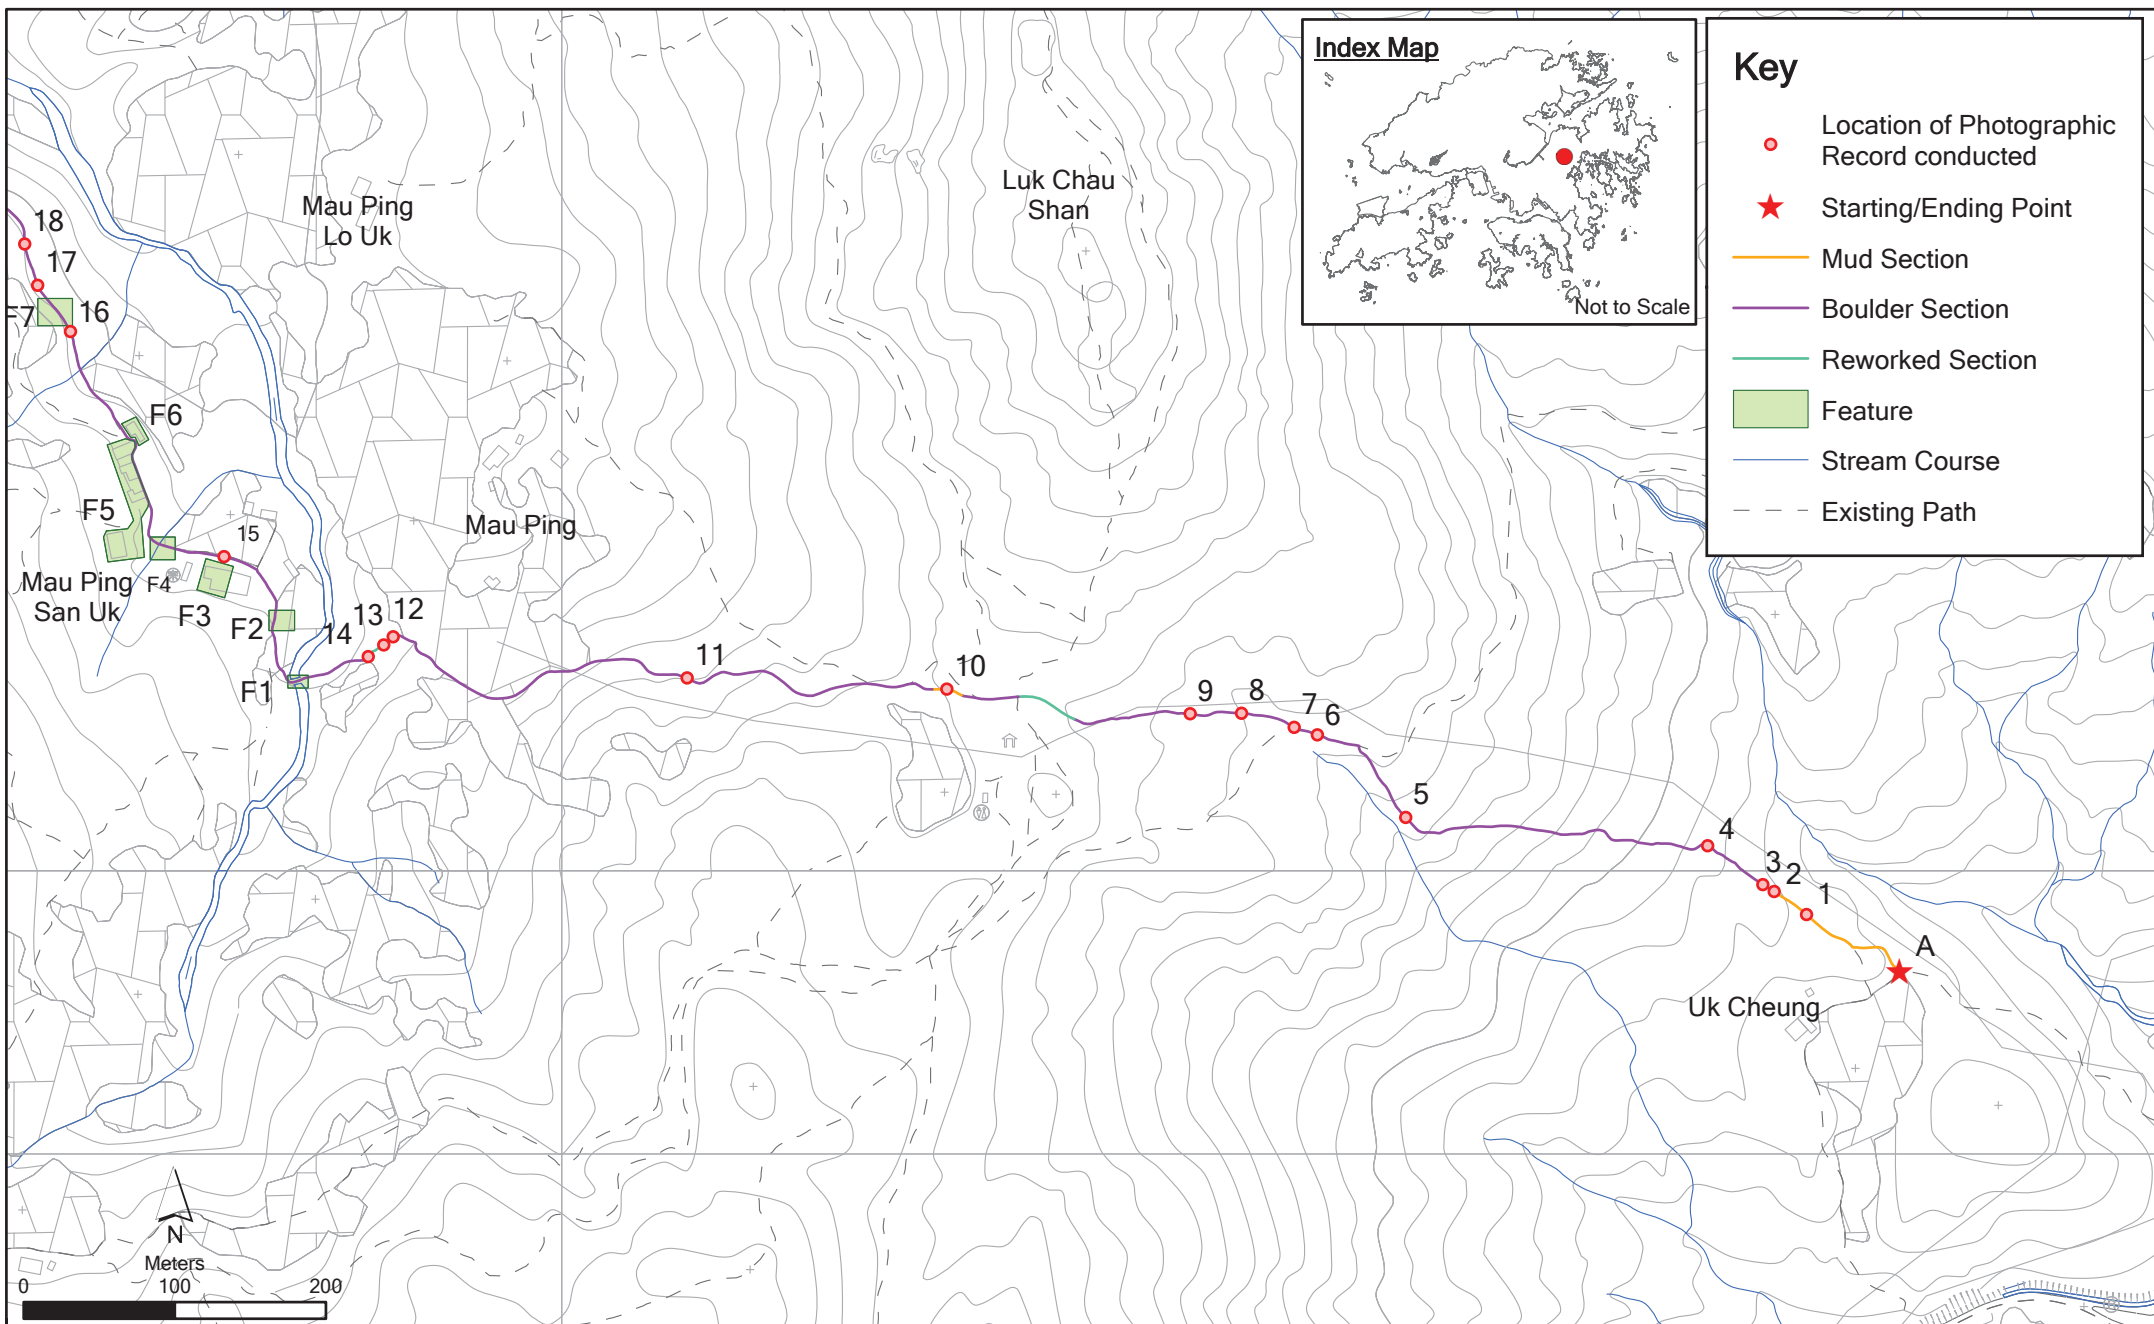 Index Map
Not to Scale
Key
Location of Photographic
Record conducted
Starting/Ending Point
Mud Section
Boulder Section
Reworked Section
Feature
Stream Course
Existing Path
Luk Chau
Shan
Mau Ping
Lo Uk
18
17
F7
16
F6
F5
15
Mau Ping
Mau Ping
San Uk
F4
F3
F2
14
13
12
F1
11
10
9
8
7
6
5
4
3
2
1
A
Uk Cheung
N
Meters
0
100
200